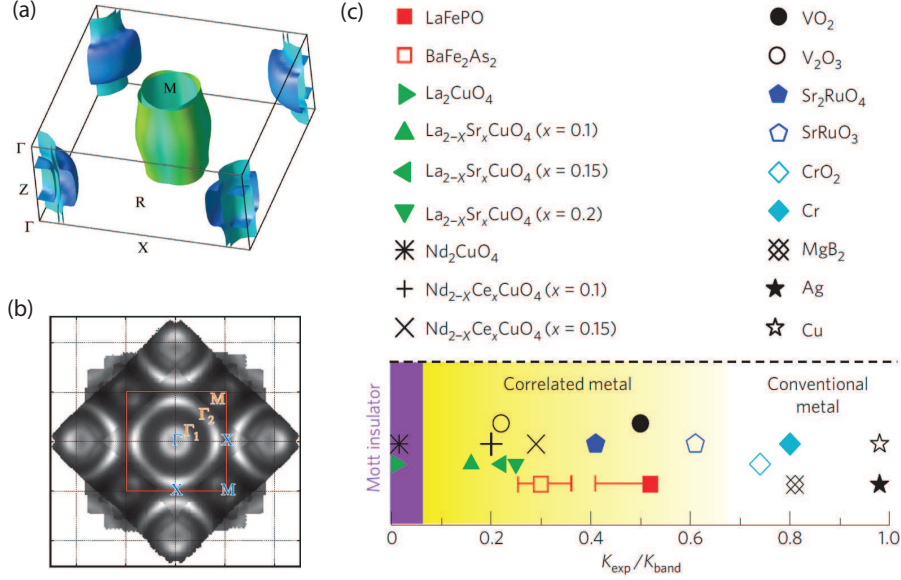 (a)
M
Γ
Z
Γ
R
X
(b)
M
Γ₂
Γ₁
Γ
X
X
M
(c)
LaFePO
BaFe₂As₂
La₂CuO₄
La₂₋ₓSrₓCuO₄ (x = 0.1)
La₂₋ₓSrₓCuO₄ (x = 0.15)
La₂₋ₓSrₓCuO₄ (x = 0.2)
Nd₂CuO₄
Nd₂₋ₓCeₓCuO₄ (x = 0.1)
Nd₂₋ₓCeₓCuO₄ (x = 0.15)
VO₂
V₂O₃
Sr₂RuO₄
SrRuO₃
CrO₂
Cr
MgB₂
Ag
Cu
Mott insulator
Correlated metal
Conventional
metal
0 0.2 0.4 0.6 0.8 1.0
K_exp/K_band